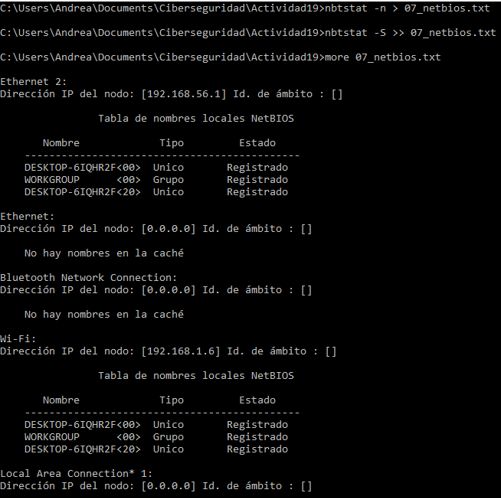 C:\Users\Andrea\Documents\Ciberseguridad\Actividad19>nbtstat -n > 07_netbios.txt
C:\Users\Andrea\Documents\Ciberseguridad\Actividad19>nbtstat -S >> 07_netbios.txt
C:\Users\Andrea\Documents\Ciberseguridad\Actividad19>more 07_netbios.txt
Ethernet 2:
Dirección IP del nodo: [192.168.56.1] Id. de ámbito : []
Tabla de nombres locales NetBIOS
Nombre Tipo Estado
---------------------------------------------
DESKTOP-6IQHR2F<00> Unico Registrado
WORKGROUP <00> Grupo Registrado
DESKTOP-6IQHR2F<20> Unico Registrado
Ethernet:
Dirección IP del nodo: [0.0.0.0] Id. de ámbito : []
No hay nombres en la caché
Bluetooth Network Connection:
Dirección IP del nodo: [0.0.0.0] Id. de ámbito : []
No hay nombres en la caché
Wi-Fi:
Dirección IP del nodo: [192.168.1.6] Id. de ámbito : []
Tabla de nombres locales NetBIOS
Nombre Tipo Estado
---------------------------------------------
DESKTOP-6IQHR2F<00> Unico Registrado
WORKGROUP <00> Grupo Registrado
DESKTOP-6IQHR2F<20> Unico Registrado
Local Area Connection* 1:
Dirección IP del nodo: [0.0.0.0] Id. de ámbito : []